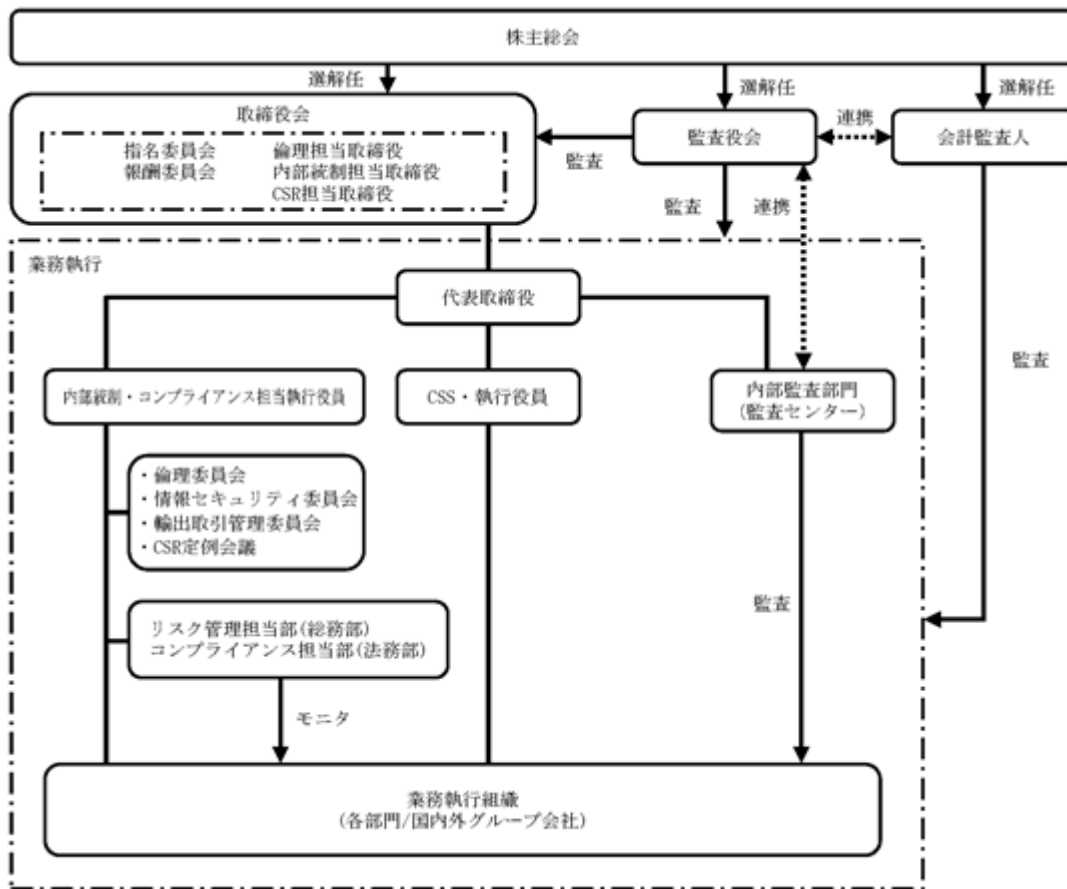 株主総会
選解任
選解任
選解任
取締役会
指名委員会 倫理担当取締役
報酬委員会 内部統制担当取締役
CSR担当取締役
監査
監査役会
連携
会計監査人
監査
連携
業務執行
代表取締役
監査
内部統制・コンプライアンス担当執行役員
CSS・執行役員
内部監査部門
(監査センター)
・倫理委員会
・情報セキュリティ委員会
・輸出取引管理委員会
・CSR定例会議
監査
リスク管理担当部(総務部)
コンプライアンス担当部(法務部)
モニタ
業務執行組織
(各部門/国内外グループ会社)